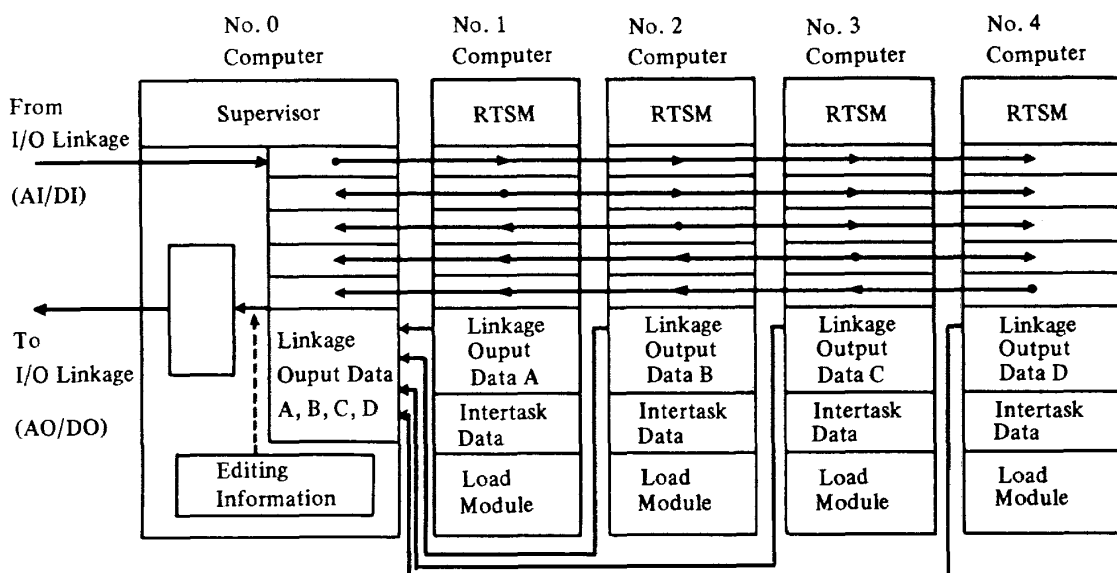 No. 0
Computer
No. 1
Computer
No. 2
Computer
No. 3
Computer
No. 4
Computer
From
I/O Linkage
(AI/DI)
Supervisor
RTSM
RTSM
RTSM
RTSM
To
I/O Linkage
(AO/DO)
Linkage
Ouput Data
A, B, C, D
Editing
Information
Linkage
Ouput
Data A
Intertask
Data
Load
Module
Linkage
Output
Data B
Intertask
Data
Load
Module
Linkage
Output
Data C
Intertask
Data
Load
Module
Linkage
Output
Data D
Intertask
Data
Load
Module